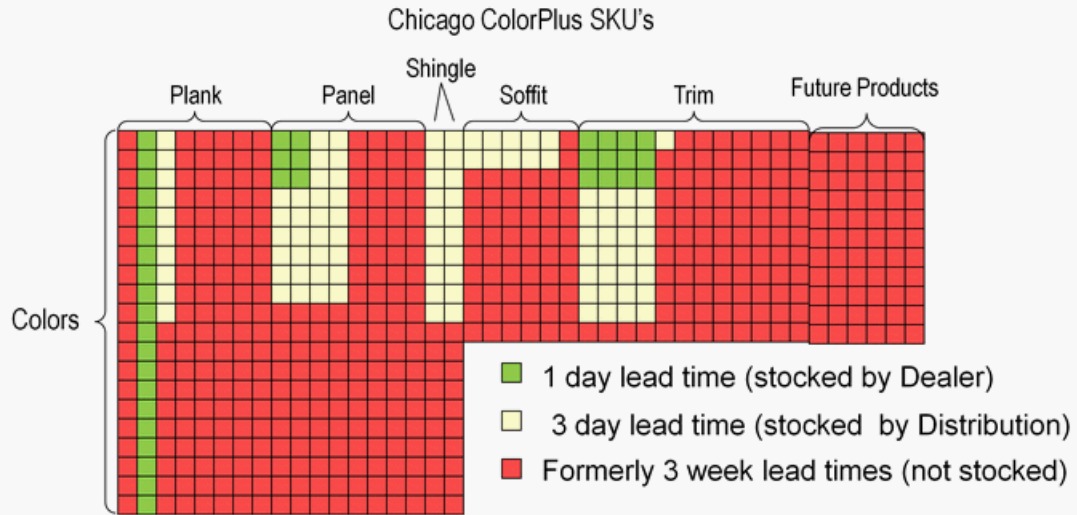 Chicago ColorPlus SKU's
Shingle
Plank
Panel
Soffit
Trim
Future Products
Colors
1 day lead time (stocked by Dealer)
3 day lead time (stocked by Distribution)
Formerly 3 week lead times (not stocked)